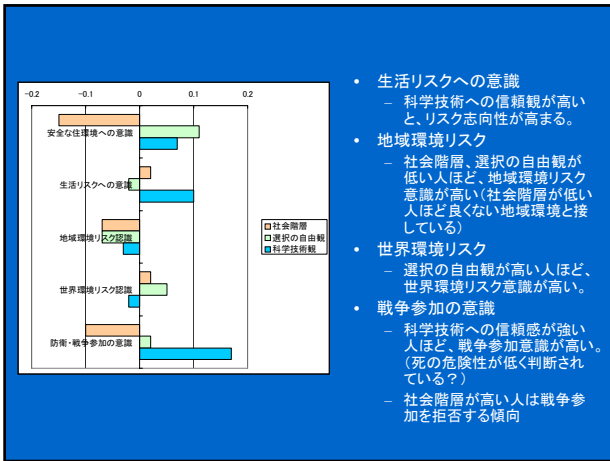 -0.2 -0.1 0 0.1 0.2
安全な住環境への意識
生活リスクへの意識
地域環境リスク認識
世界環境リスク認識
防衛・戦争参加の意識
社会階層
選択の自由観
科学技術観
• 生活リスクへの意識
– 科学技術への信頼観が高い
と、リスク志向性が高まる。
• 地域環境リスク
– 社会階層、選択の自由観が
低い人ほど、地域環境リスク
意識が高い(社会階層が低い
人ほど良くない地域環境と接
している)
• 世界環境リスク
– 選択の自由観が高い人ほど、
世界環境リスク意識が高い。
• 戦争参加の意識
– 科学技術への信頼感が強い
人ほど、戦争参加意識が高い。
(死の危険性が低く判断され
ている?)
– 社会階層が高い人は戦争参
加を拒否する傾向